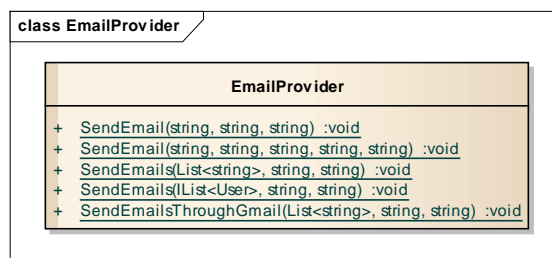 class EmailProvider
EmailProvider
+ SendEmail(string, string, string) :void
+ SendEmail(string, string, string, string, string) :void
+ SendEmails(List<string>, string, string) :void
+ SendEmails(IList<User>, string, string) :void
+ SendEmailsThroughGmail(List<string>, string, string) :void